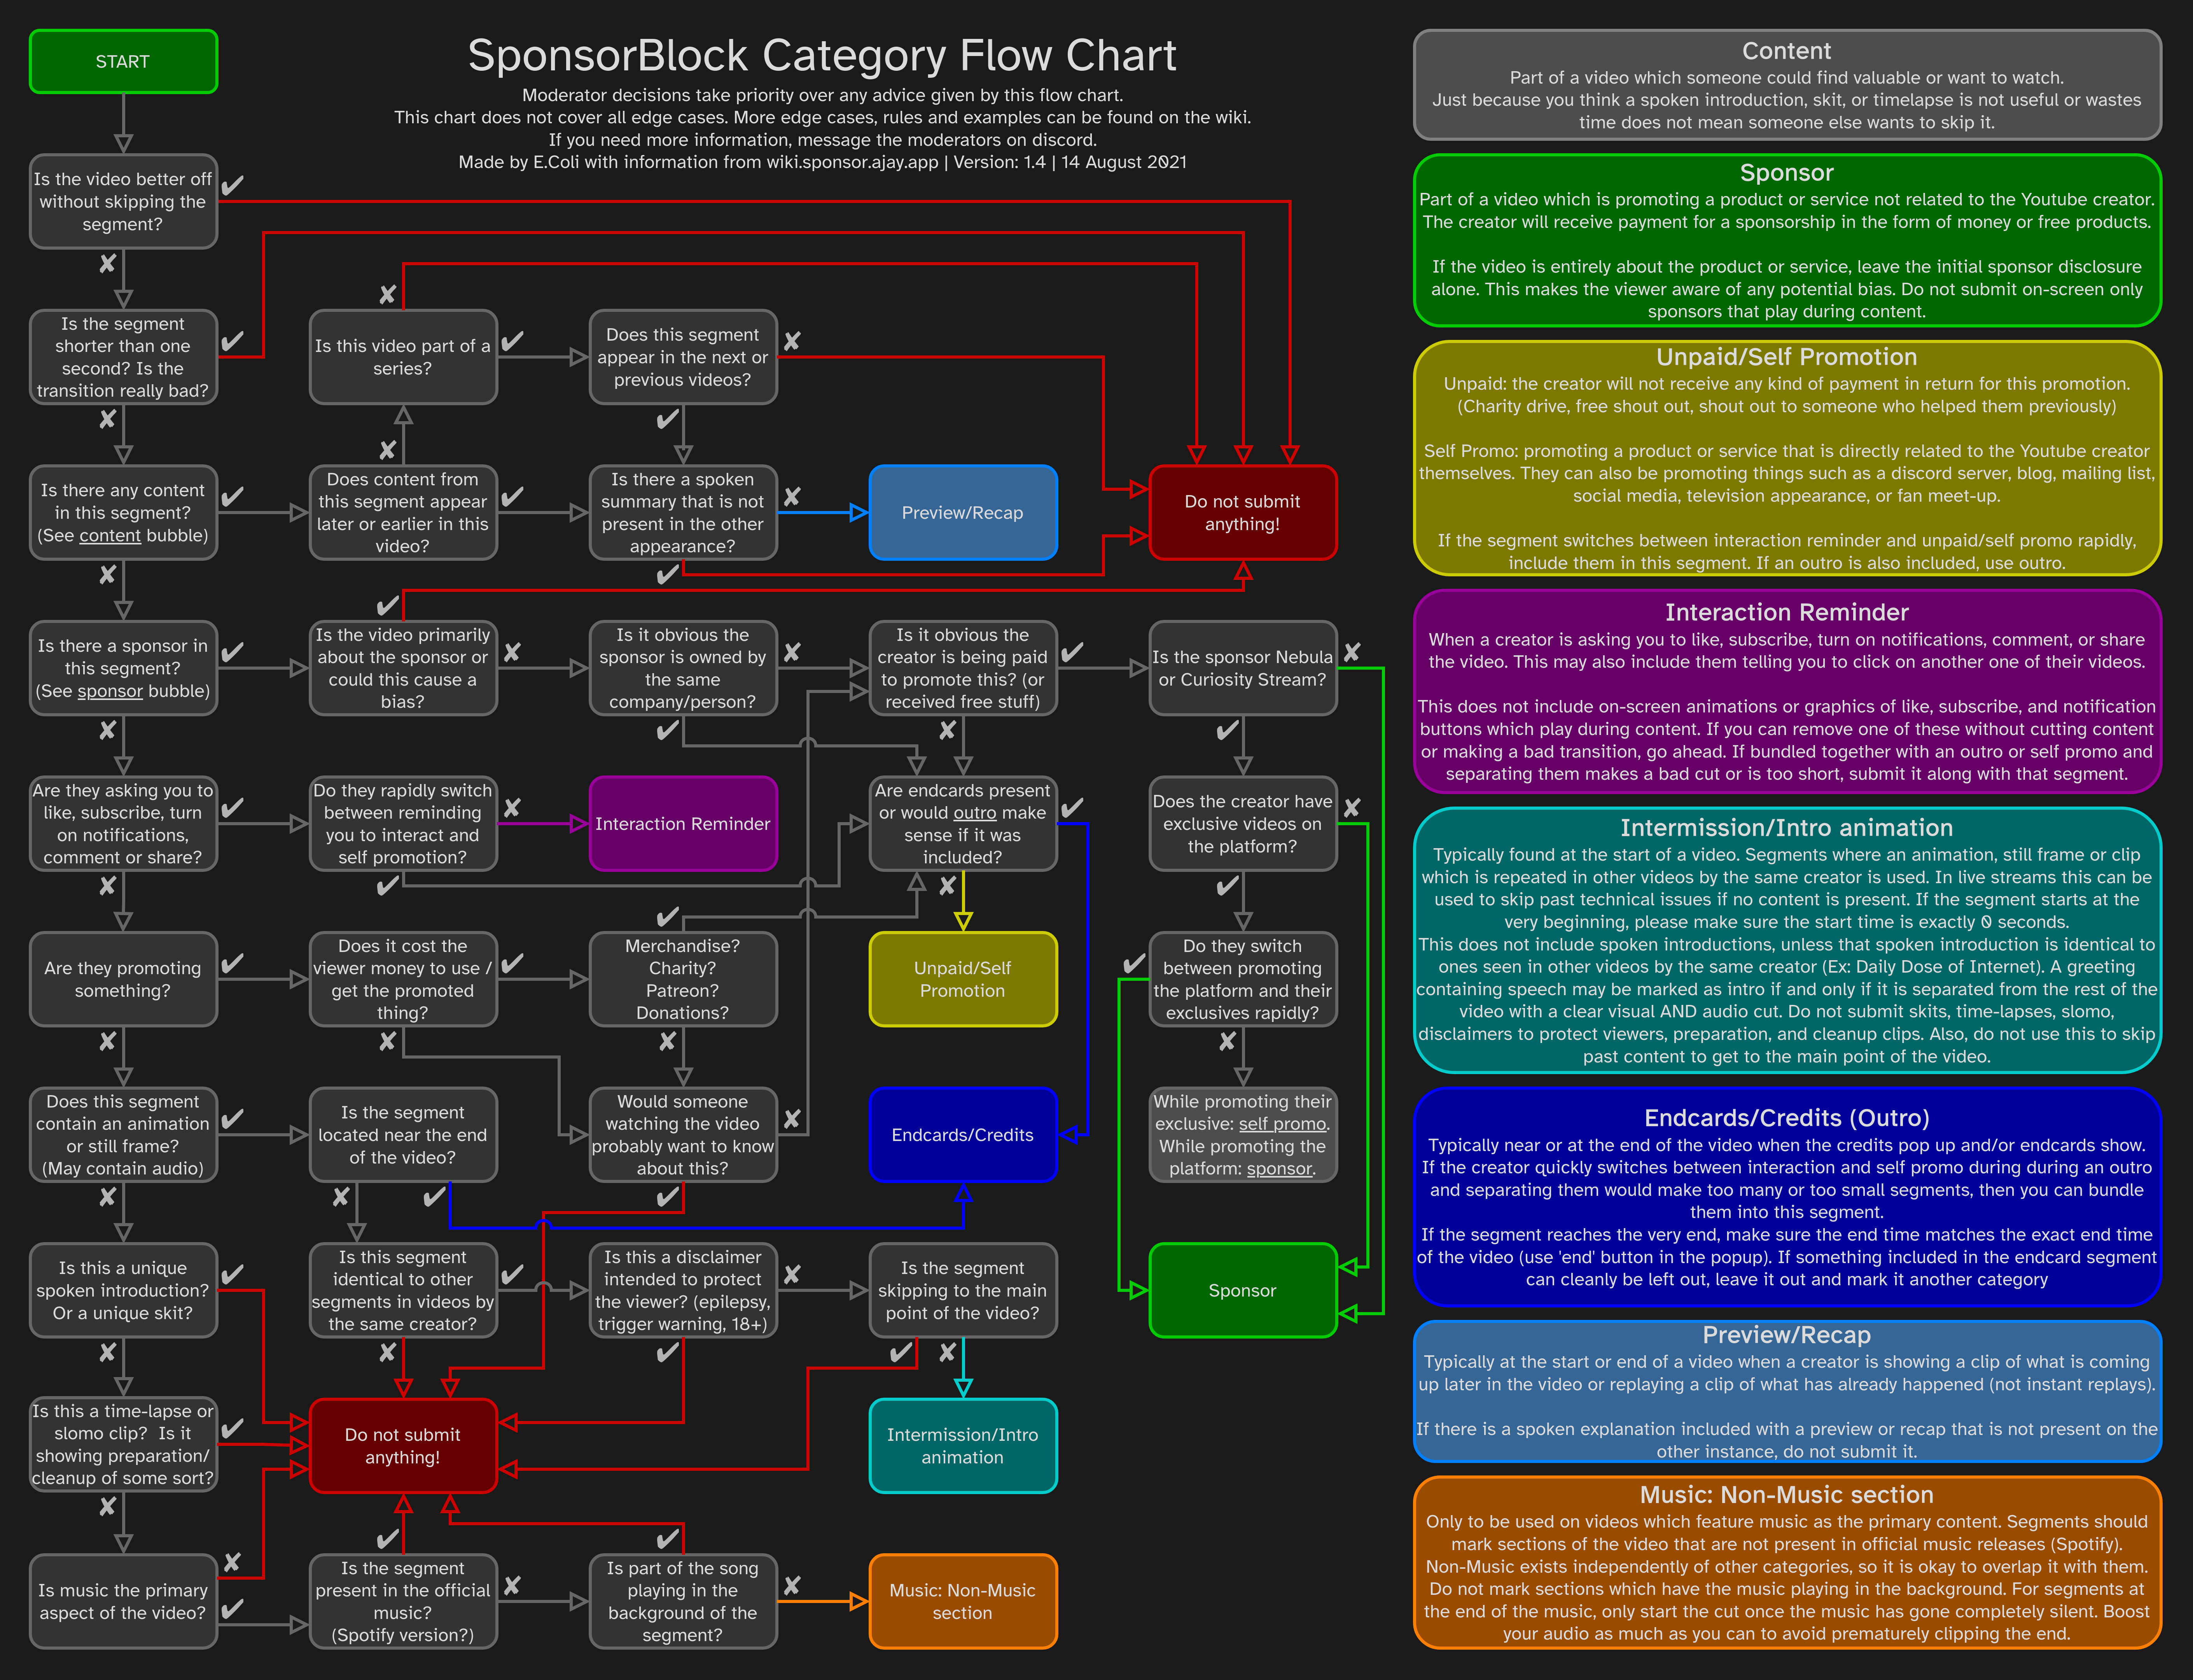 START
SponsorBlock Category Flow Chart
Moderator decisions take priority over any advice given by this flow chart.
This chart does not cover all edge cases. More edge cases, rules and examples can be found on the wiki.
If you need more information, message the moderators on discord.
Made by E.Coli with information from wiki.sponsor.ajay.app | Version: 1.4 | 14 August 2021
Is the video better off
without skipping the
segment?
✔
✘
Is the segment
shorter than one
second? Is the
transition really bad?
✔
✘
Is this video part of a
series?
✘
✔
Does this segment
appear in the next or
previous videos?
✘
✔
Is there any content
in this segment?
(See content bubble)
✔
✘
Does content from
this segment appear
later or earlier in this
video?
✘
✔
Is there a spoken
summary that is not
present in the other
appearance?
✘
✔
Preview/Recap
Do not submit
anything!
Is there a sponsor in
this segment?
(See sponsor bubble)
✔
✘
Is the video primarily
about the sponsor or
could this cause a
bias?
✔
✘
Is it obvious the
sponsor is owned by
the same
company/person?
✘
✔
Is it obvious the
creator is being paid
to promote this? (or
received free stuff)
✔
✘
Is the sponsor Nebula
or Curiosity Stream?
✘
✔
Are they asking you to
like, subscribe, turn
on notifications,
comment or share?
✔
✘
Do they rapidly switch
between reminding
you to interact and
self promotion?
✘
✔
Interaction Reminder
Are endcards present
or would outro make
sense if it was
included?
✔
✘
Does the creator have
exclusive videos on
the platform?
✘
✔
Are they promoting
something?
✔
✘
Does it cost the
viewer money to use /
get the promoted
thing?
✔
✘
Merchandise?
Charity?
Patreon?
Donations?
✔
✘
Unpaid/Self
Promotion
Do they switch
between promoting
the platform and their
exclusives rapidly?
✔
✘
Does this segment
contain an animation
or still frame?
(May contain audio)
✔
✘
Is the segment
located near the end
of the video?
✘
✔
Would someone
watching the video
probably want to know
about this?
✘
✔
Endcards/Credits
While promoting their
exclusive: self promo.
While promoting the
platform: sponsor.
Is this a unique
spoken introduction?
Or a unique skit?
✔
✘
Is this segment
identical to other
segments in videos by
the same creator?
✔
✘
Is this a disclaimer
intended to protect
the viewer? (epilepsy,
trigger warning, 18+)
✘
✔
Is the segment
skipping to the main
point of the video?
✔
✘
Sponsor
Is this a time-lapse or
slomo clip? Is it
showing preparation/
cleanup of some sort?
✔
✘
Do not submit
anything!
Intermission/Intro
animation
Is music the primary
aspect of the video?
✘
✔
Is the segment
present in the official
music?
(Spotify version?)
✔
✘
Is part of the song
playing in the
background of the
segment?
✔
✘
Music: Non-Music
section
Content
Part of a video which someone could find valuable or want to watch.
Just because you think a spoken introduction, skit, or timelapse is not useful or wastes
time does not mean someone else wants to skip it.
Sponsor
Part of a video which is promoting a product or service not related to the Youtube creator.
The creator will receive payment for a sponsorship in the form of money or free products.
If the video is entirely about the product or service, leave the initial sponsor disclosure
alone. This makes the viewer aware of any potential bias. Do not submit on-screen only
sponsors that play during content.
Unpaid/Self Promotion
Unpaid: the creator will not receive any kind of payment in return for this promotion.
(Charity drive, free shout out, shout out to someone who helped them previously)
Self Promo: promoting a product or service that is directly related to the Youtube creator
themselves. They can also be promoting things such as a discord server, blog, mailing list,
social media, television appearance, or fan meet-up.
If the segment switches between interaction reminder and unpaid/self promo rapidly,
include them in this segment. If an outro is also included, use outro.
Interaction Reminder
When a creator is asking you to like, subscribe, turn on notifications, comment, or share
the video. This may also include them telling you to click on another one of their videos.
This does not include on-screen animations or graphics of like, subscribe, and notification
buttons which play during content. If you can remove one of these without cutting content
or making a bad transition, go ahead. If bundled together with an outro or self promo and
separating them makes a bad cut or is too short, submit it along with that segment.
Intermission/Intro animation
Typically found at the start of a video. Segments where an animation, still frame or clip
which is repeated in other videos by the same creator is used. In live streams this can be
used to skip past technical issues if no content is present. If the segment starts at the
very beginning, please make sure the start time is exactly 0 seconds.
This does not include spoken introductions, unless that spoken introduction is identical to
ones seen in other videos by the same creator (Ex: Daily Dose of Internet). A greeting
containing speech may be marked as intro if and only if it is separated from the rest of the
video with a clear visual AND audio cut. Do not submit skits, time-lapses, slomo,
disclaimers to protect viewers, preparation, and cleanup clips. Also, do not use this to skip
past content to get to the main point of the video.
Endcards/Credits (Outro)
Typically near or at the end of the video when the credits pop up and/or endcards show.
If the creator quickly switches between interaction and self promo during during an outro
and separating them would make too many or too small segments, then you can bundle
them into this segment.
If the segment reaches the very end, make sure the end time matches the exact end time
of the video (use 'end' button in the popup). If something included in the endcard segment
can cleanly be left out, leave it out and mark it another category
Preview/Recap
Typically at the start or end of a video when a creator is showing a clip of what is coming
up later in the video or replaying a clip of what has already happened (not instant replays).
If there is a spoken explanation included with a preview or recap that is not present on the
other instance, do not submit it.
Music: Non-Music section
Only to be used on videos which feature music as the primary content. Segments should
mark sections of the video that are not present in official music releases (Spotify).
Non-Music exists independently of other categories, so it is okay to overlap it with them.
Do not mark sections which have the music playing in the background. For segments at
the end of the music, only start the cut once the music has gone completely silent. Boost
your audio as much as you can to avoid prematurely clipping the end.